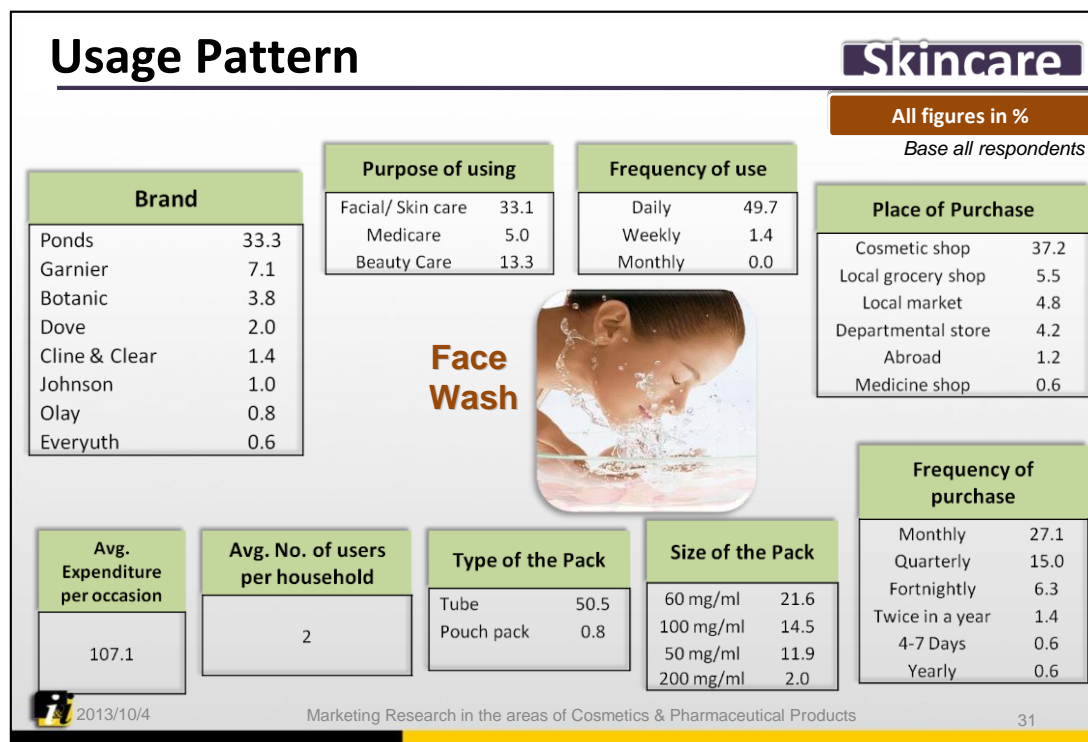 Usage Pattern
Skincare
All figures in %
Base all respondents
Brand
Ponds 33.3
Garnier 7.1
Botanic 3.8
Dove 2.0
Cline & Clear 1.4
Johnson 1.0
Olay 0.8
Everyuth 0.6
Purpose of using
Facial/ Skin care 33.1
Medicare 5.0
Beauty Care 13.3
Frequency of use
Daily 49.7
Weekly 1.4
Monthly 0.0
Place of Purchase
Cosmetic shop 37.2
Local grocery shop 5.5
Local market 4.8
Departmental store 4.2
Abroad 1.2
Medicine shop 0.6
Face
Wash
Avg.
Expenditure
per occasion
107.1
Avg. No. of users
per household
2
Type of the Pack
Tube 50.5
Pouch pack 0.8
Size of the Pack
60 mg/ml 21.6
100 mg/ml 14.5
50 mg/ml 11.9
200 mg/ml 2.0
Frequency of
purchase
Monthly 27.1
Quarterly 15.0
Fortnightly 6.3
Twice in a year 1.4
4-7 Days 0.6
Yearly 0.6
2013/10/4
Marketing Research in the areas of Cosmetics & Pharmaceutical Products
31